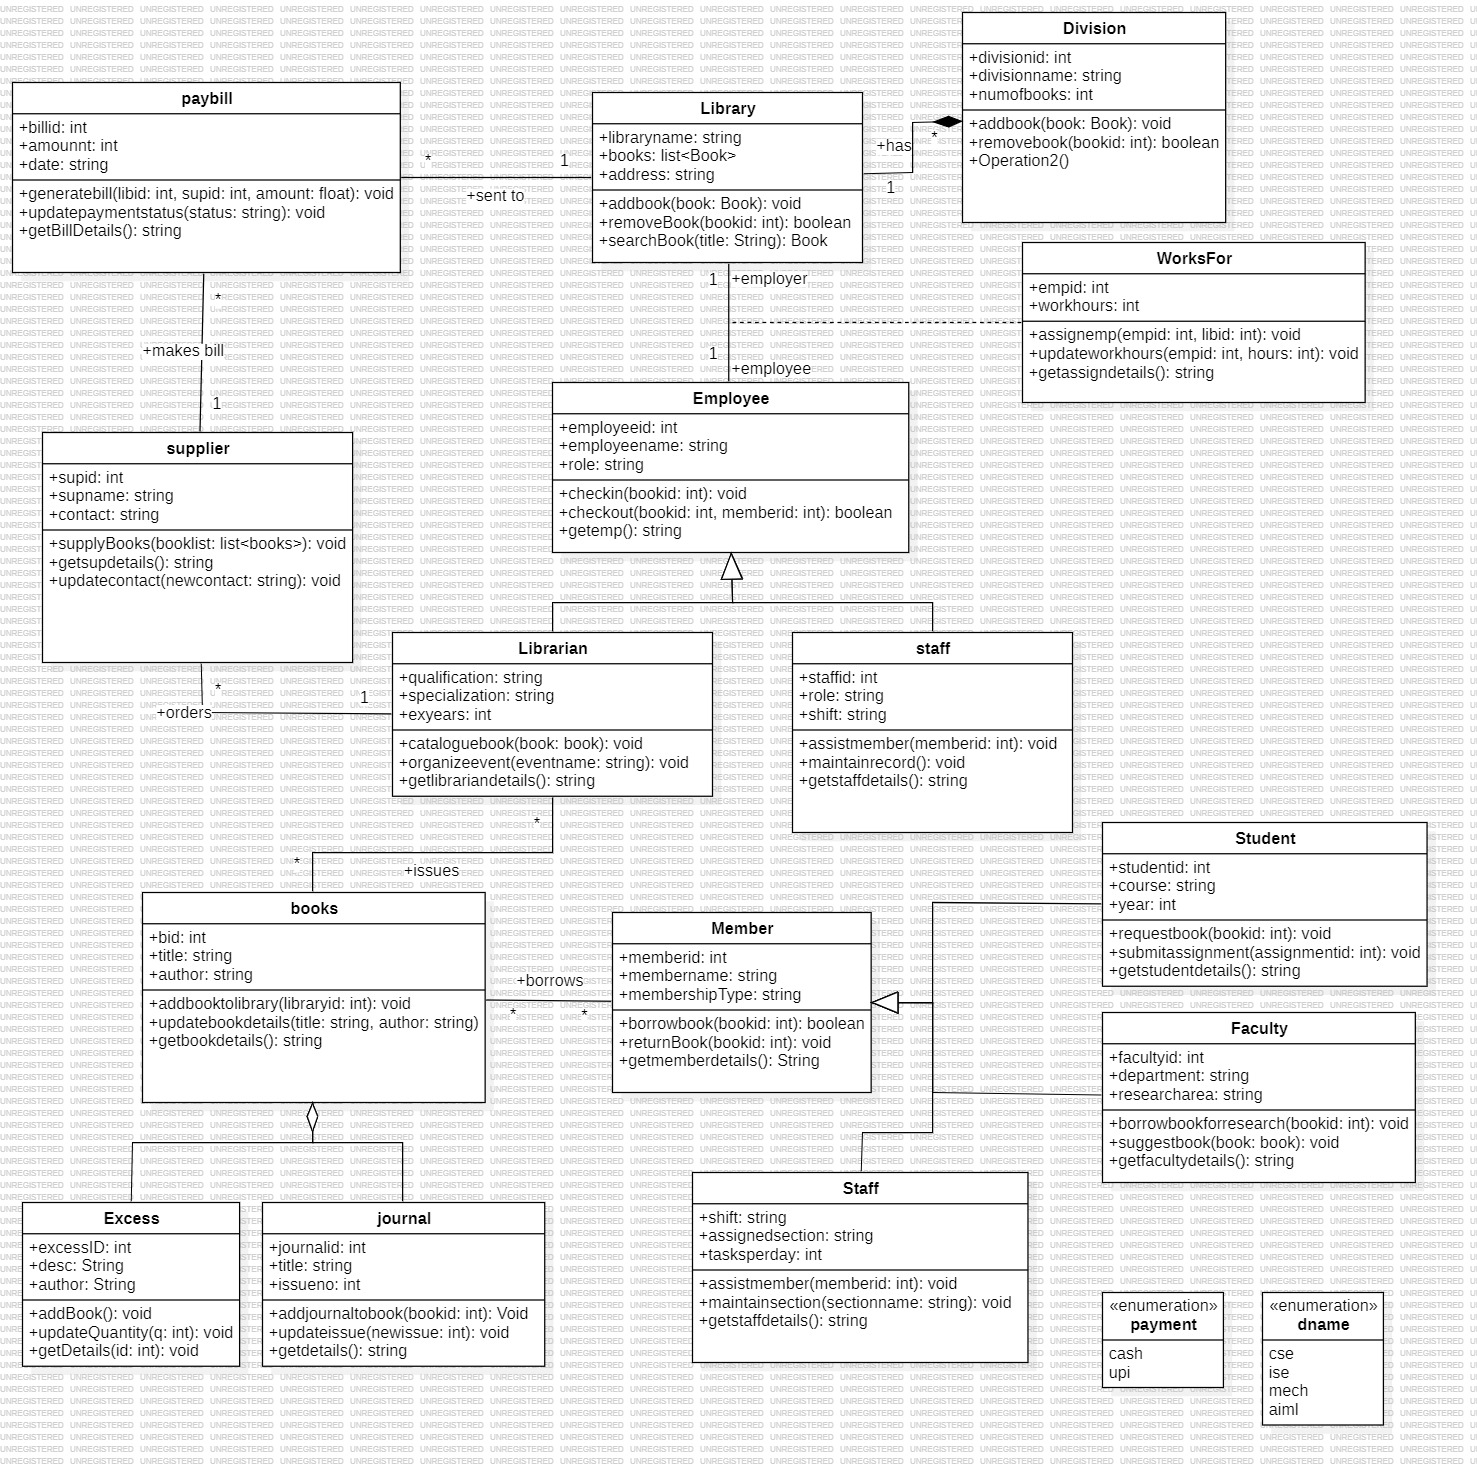 Division
+divisionid: int
+divisionname: string
+numofbooks: int
+addbook(book: Book): void
+removebook(bookid: int): boolean
+Operation2()
paybill
+billid: int
+amounnt: int
+date: string
+generatebill(libid: int, supid: int, amount: float): void
+updatepaymentstatus(status: string): void
+getBillDetails(): string
*
1
+sent to
Library
+libraryname: string
+books: list<Book>
+address: string
+addbook(book: Book): void
+removeBook(bookid: int): boolean
+searchBook(title: String): Book
+has
*
1
WorksFor
+empid: int
+workhours: int
+assignemp(empid: int, libid: int): void
+updateworkhours(empid: int, hours: int): void
+getassigndetails(): string
1
+employer
1
+employee
*
+makes bill
1
supplier
+supid: int
+supname: string
+contact: string
+supplyBooks(booklist: list<books>): void
+getsupdetails(): string
+updatecontact(newcontact: string): void
Employee
+employeeid: int
+employeename: string
+role: string
+checkin(bookid: int): void
+checkout(bookid: int, memberid: int): boolean
+getemp(): string
*
+orders
1
Librarian
+qualification: string
+specialization: string
+exyears: int
+cataloguebook(book: book): void
+organizeevent(eventname: string): void
+getlibrariandetails(): string
staff
+staffid: int
+role: string
+shift: string
+assistmember(memberid: int): void
+maintainrecord(): void
+getstaffdetails(): string
*
*
+issues
books
+bid: int
+title: string
+author: string
+addbooktolibrary(libraryid: int): void
+updatebookdetails(title: string, author: string)
+getbookdetails(): string
+borrows
*
*
Member
+memberid: int
+membername: string
+membershipType: string
+borrowbook(bookid: int): boolean
+returnBook(bookid: int): void
+getmemberdetails(): String
Student
+studentid: int
+course: string
+year: int
+requestbook(bookid: int): void
+submitassignment(assignmentid: int): void
+getstudentdetails(): string
Faculty
+facultyid: int
+department: string
+researcharea: string
+borrowbookforresearch(bookid: int): void
+suggestbook(book: book): void
+getfacultydetails(): string
Excess
+excessID: int
+desc: String
+author: String
+addBook(): void
+updateQuantity(q: int): void
+getDetails(id: int): void
journal
+journalid: int
+title: string
+issueno: int
+addjournaltobook(bookid: int): Void
+updateissue(newissue: int): void
+getdetails(): string
Staff
+shift: string
+assignedsection: string
+tasksperday: int
+assistmember(memberid: int): void
+maintainsection(sectionname: string): void
+getstaffdetails(): string
«enumeration»
payment
cash
upi
«enumeration»
dname
cse
ise
mech
aiml
UNREGISTERED